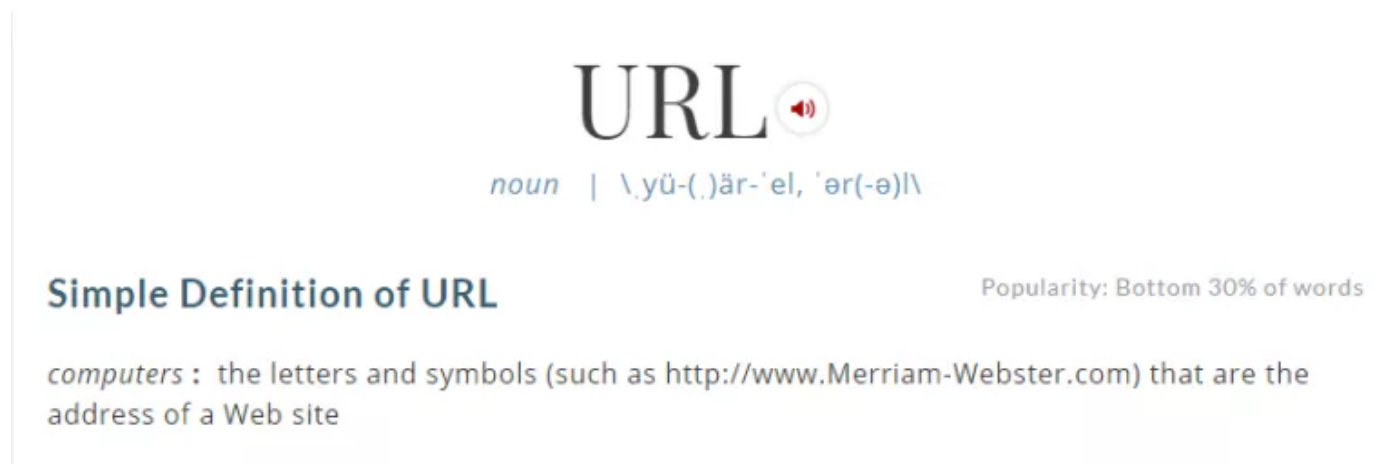 URL
noun | \ˌyü-(ˌ)är-ˈel, ˈər(-ə)l\
Simple Definition of URL
Popularity: Bottom 30% of words
computers : the letters and symbols (such as http://www.Merriam-Webster.com) that are the
address of a Web site